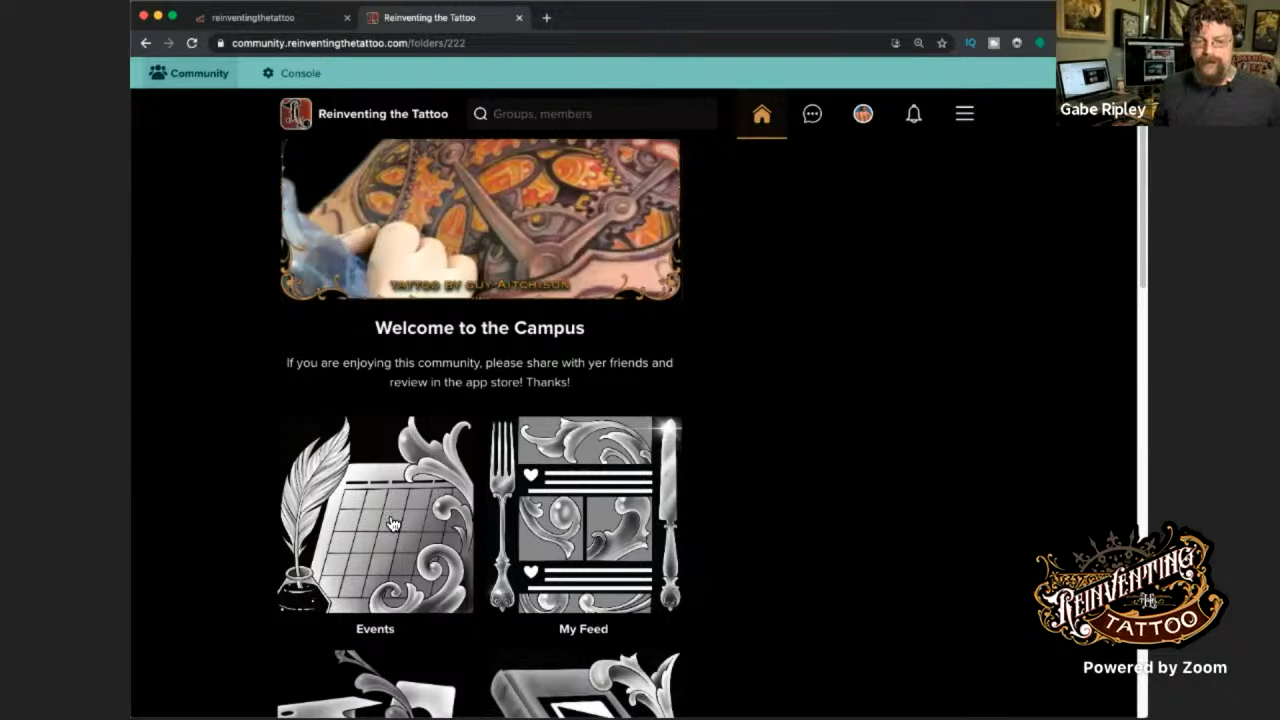 reinventingthetattoo
Reinventing the Tattoo
community.reinventingthetattoo.com/folders/222
IQ
Community
Console
Reinventing the Tattoo
Groups, members
Gabe Ripley
TATTOO BY GUY AITCHISON
Welcome to the Campus
If you are enjoying this community, please share with yer friends and
review in the app store! Thanks!
Events
My Feed
REINVENTING
THE
TATTOO
Powered by Zoom